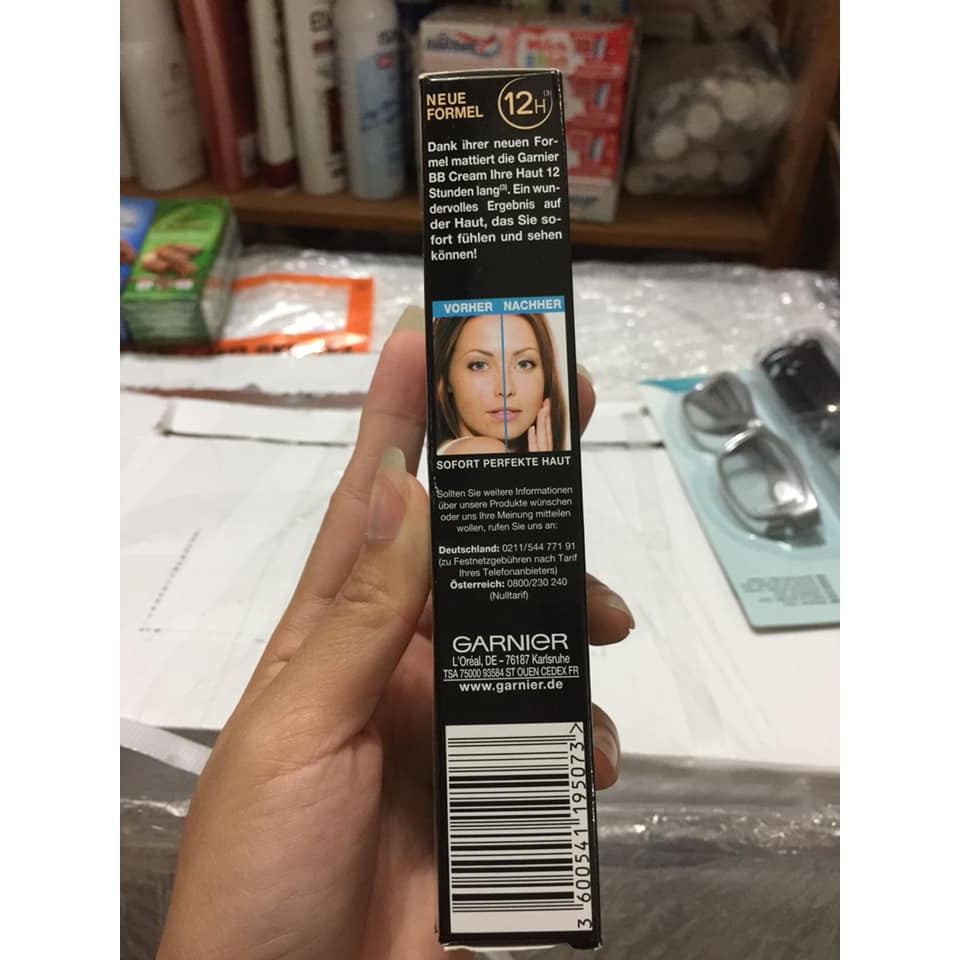 NEUE
FORMEL
12H(3)
Dank ihrer neuen For-
mel mattiert die Garnier
BB Cream Ihre Haut 12
Stunden lang(3). Ein wun-
dervolles Ergebnis auf
der Haut, das Sie so-
fort fühlen und sehen
können!
VORHER NACHHER
SOFORT PERFEKTE HAUT
Sollten Sie weitere Informationen
über unsere Produkte wünschen
oder uns Ihre Meinung mitteilen
wollen, rufen Sie uns an:
Deutschland: 0211/544 771 91
(zu Festnetzgebühren nach Tarif
Ihres Telefonanbieters)
Österreich: 0800/230 240
(Nulltarif)
GARNIER
L'Oréal, DE – 76187 Karlsruhe
TSA 75000 93584 ST OUEN CEDEX FR
www.garnier.de
3 600541 195073 >